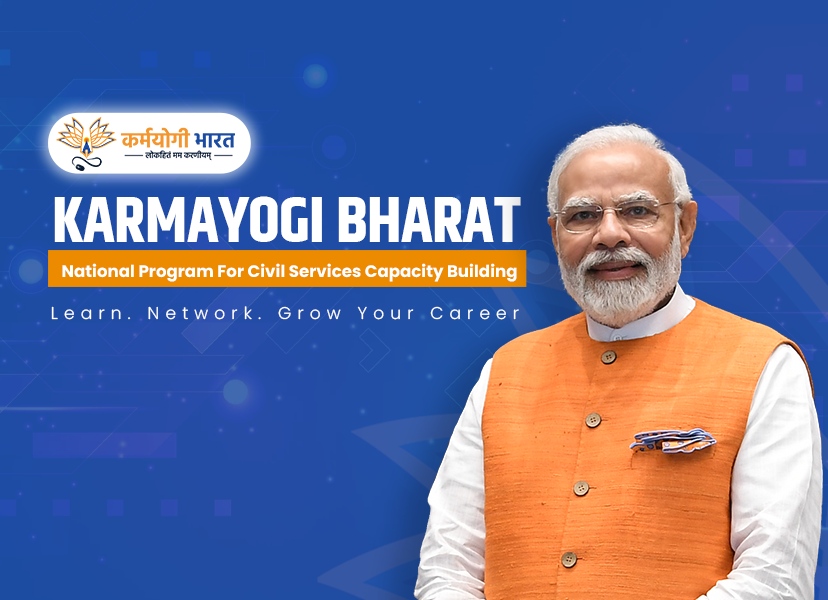 कर्मयोगी भारत
लोकहितं मम करणीयम्
KARMAYOGI BHARAT
National Program For Civil Services Capacity Building
Learn. Network. Grow Your Career